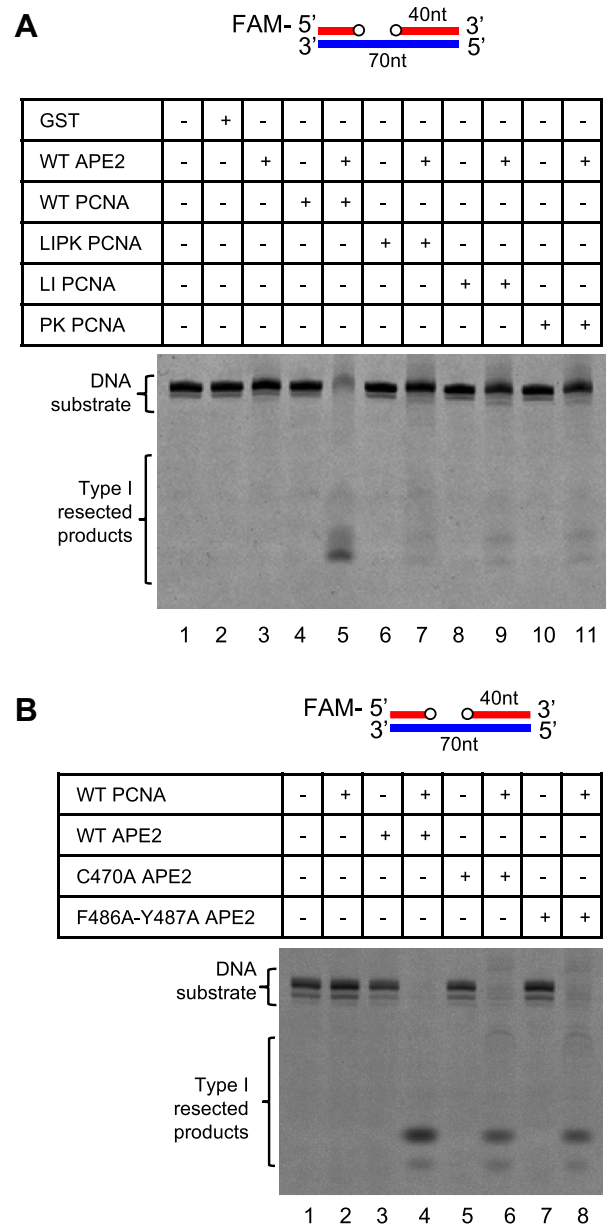 A
FAM- 5’ 40nt 3’
3’ 70nt 5’
GST - + - - - - - - - - -
WT APE2 - - + - + - + - + - +
WT PCNA - - - + + - - - - - -
LIPK PCNA - - - - - + + - - - -
LI PCNA - - - - - - - + + - -
PK PCNA - - - - - - - - - + +
DNA
substrate
Type I
resected
products
1 2 3 4 5 6 7 8 9 10 11
B
FAM- 5’ 40nt 3’
3’ 70nt 5’
WT PCNA - + - + - + - +
WT APE2 - - + + - - - -
C470A APE2 - - - - + + - -
F486A-Y487A APE2 - - - - - - + +
DNA
substrate
Type I
resected
products
1 2 3 4 5 6 7 8